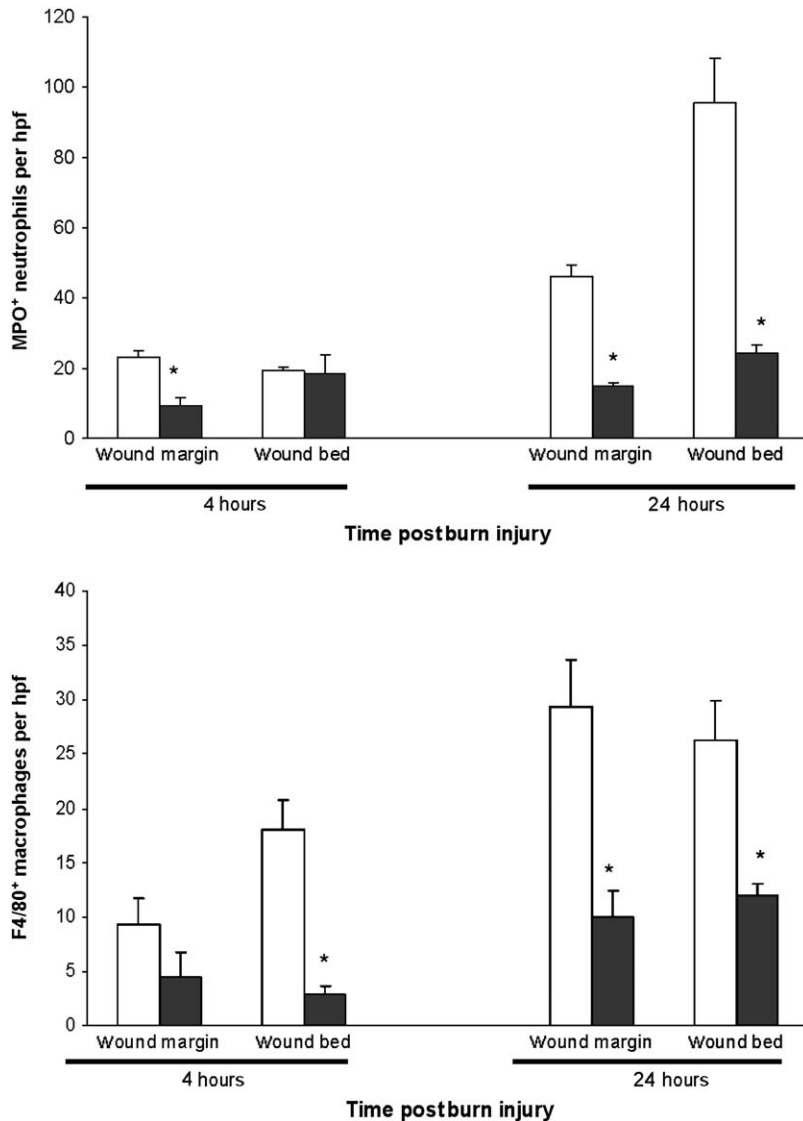 120
100
80
60
40
20
0
MPO⁺ neutrophils per hpf
*
*
*
Wound margin Wound bed Wound margin Wound bed
4 hours 24 hours
Time postburn injury
40
35
30
25
20
15
10
5
0
F4/80⁺ macrophages per hpf
*
*
*
Wound margin Wound bed Wound margin Wound bed
4 hours 24 hours
Time postburn injury